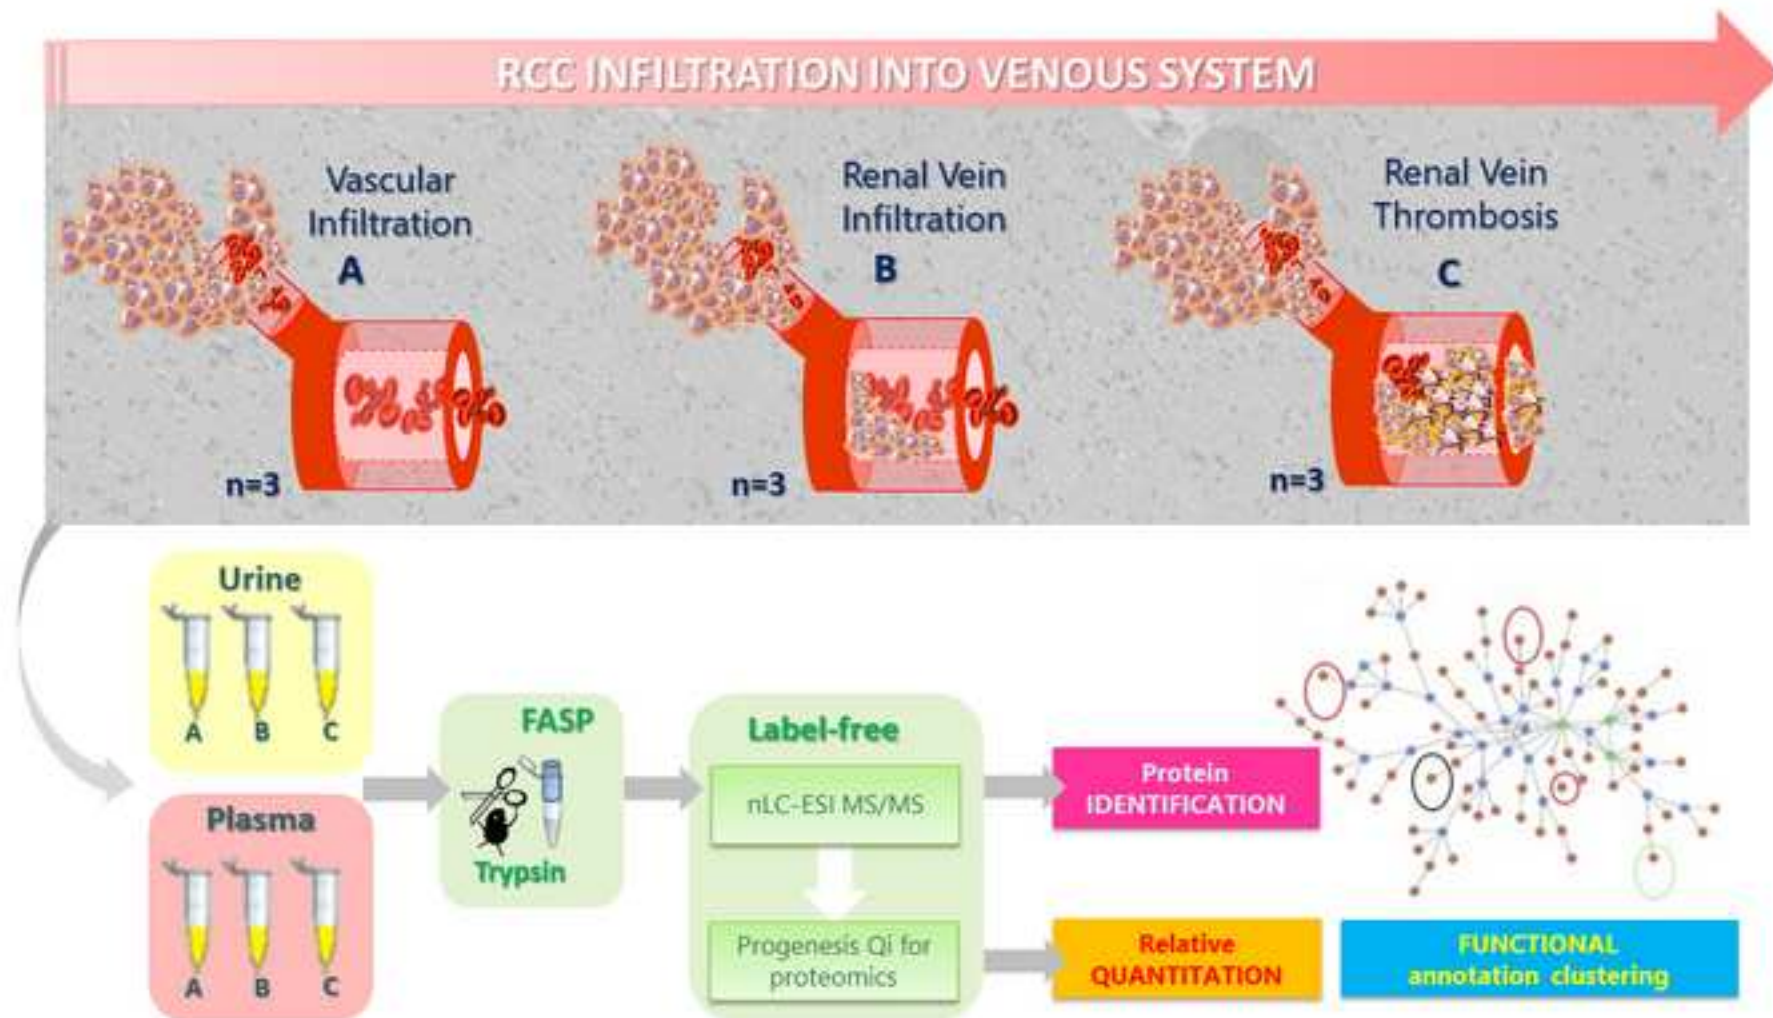 RCC INFILTRATION INTO VENOUS SYSTEM
Vascular
Infiltration
A
n=3
Renal Vein
Infiltration
B
n=3
Renal Vein
Thrombosis
C
n=3
Urine
A B C
Plasma
A B C
FASP
Trypsin
Label-free
nLC-ESI MS/MS
Progenesis Qi for
proteomics
Protein
IDENTIFICATION
Relative
QUANTITATION
FUNCTIONAL
annotation clustering